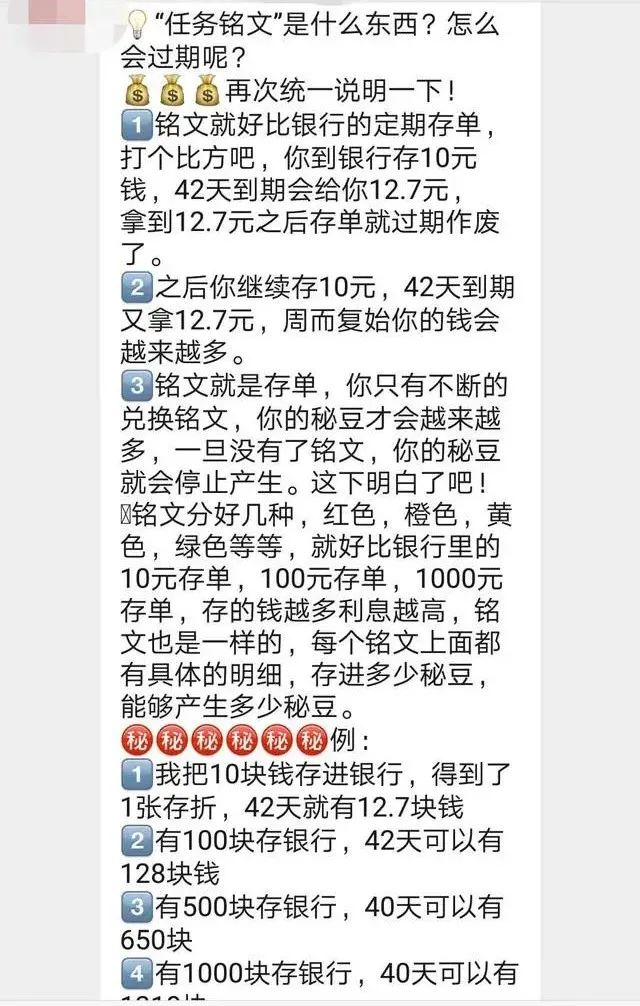 💡“任务铭文”是什么东西？怎么
会过期呢？
💰💰💰再次统一说明一下！
1️⃣铭文就好比银行的定期存单，
打个比方吧，你到银行存10元
钱，42天到期会给你12.7元，
拿到12.7元之后存单就过期作废
了。
2️⃣之后你继续存10元，42天到期
又拿12.7元，周而复始你的钱会
越来越多。
3️⃣铭文就是存单，你只有不断的
兑换铭文，你的秘豆才会越来越
多，一旦没有了铭文，你的秘豆
就会停止产生。这下明白了吧！
铭文分好几种，红色，橙色，黄
色，绿色等等，就好比银行里的
10元存单，100元存单，1000元
存单，存的钱越多利息越高，铭
文也是一样的，每个铭文上面都
有具体的明细，存进多少秘豆，
能够产生多少秘豆。
㊙️㊙️㊙️㊙️㊙️㊙️例：
1️⃣我把10块钱存进银行，得到了
1张存折，42天就有12.7块钱
2️⃣有100块存银行，42天可以有
128块钱
3️⃣有500块存银行，40天可以有
650块
4️⃣有1000块存银行，40天可以有